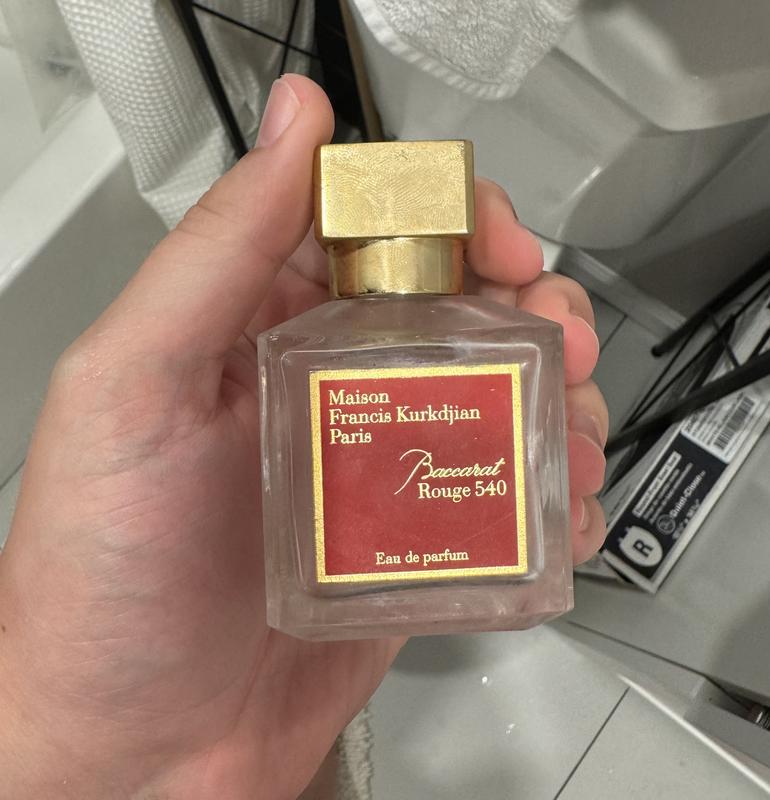 Maison
Francis Kurkdjian
Paris
Baccarat
Rouge 540
Eau de parfum
R